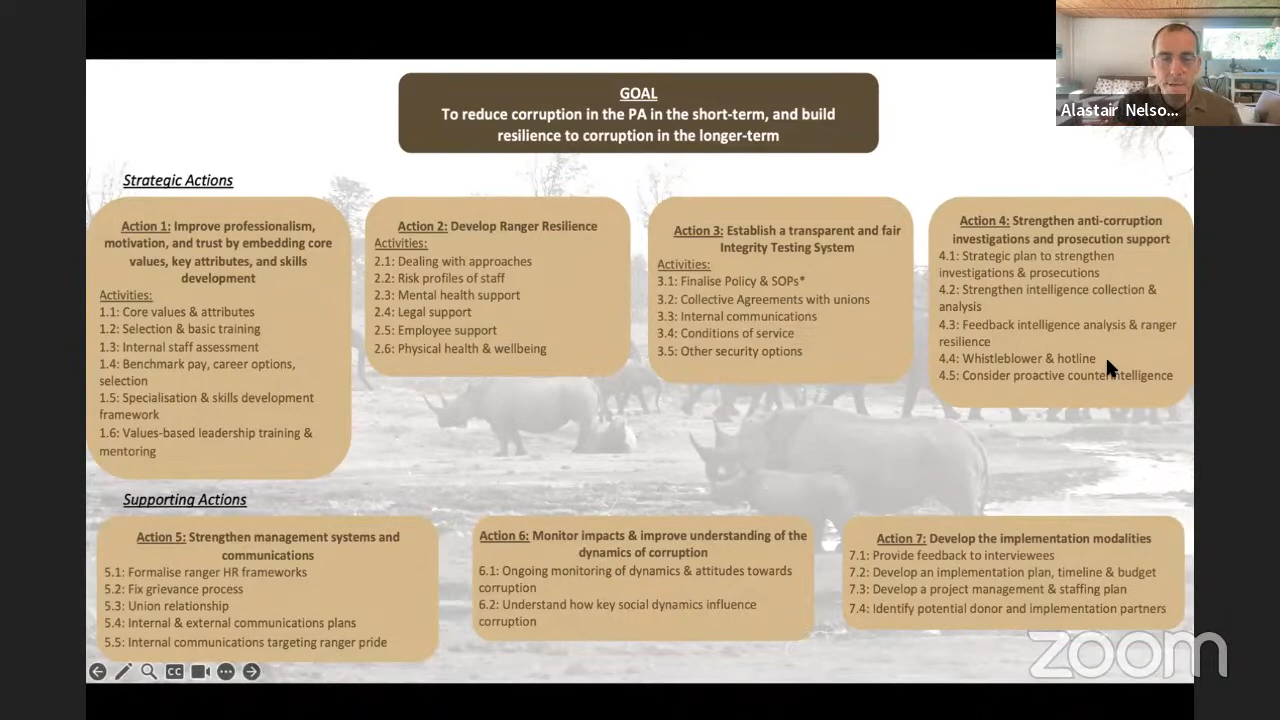 Alastair Nelso...
GOAL
To reduce corruption in the PA in the short-term, and build
resilience to corruption in the longer-term
Strategic Actions
Action 1: Improve professionalism,
motivation, and trust by embedding core
values, key attributes, and skills
development
Activities:
1.1: Core values & attributes
1.2: Selection & basic training
1.3: Internal staff assessment
1.4: Benchmark pay, career options,
selection
1.5: Specialisation & skills development
framework
1.6: Values-based leadership training &
mentoring
Action 2: Develop Ranger Resilience
Activities:
2.1: Dealing with approaches
2.2: Risk profiles of staff
2.3: Mental health support
2.4: Legal support
2.5: Employee support
2.6: Physical health & wellbeing
Action 3: Establish a transparent and fair
Integrity Testing System
Activities:
3.1: Finalise Policy & SOPs*
3.2: Collective Agreements with unions
3.3: Internal communications
3.4: Conditions of service
3.5: Other security options
Action 4: Strengthen anti-corruption
investigations and prosecution support
4.1: Strategic plan to strengthen
investigations & prosecutions
4.2: Strengthen intelligence collection &
analysis
4.3: Feedback intelligence analysis & ranger
resilience
4.4: Whistleblower & hotline
4.5: Consider proactive counterintelligence
Supporting Actions
Action 5: Strengthen management systems and
communications
5.1: Formalise ranger HR frameworks
5.2: Fix grievance process
5.3: Union relationship
5.4: Internal & external communications plans
5.5: Internal communications targeting ranger pride
Action 6: Monitor impacts & improve understanding of the
dynamics of corruption
6.1: Ongoing monitoring of dynamics & attitudes towards
corruption
6.2: Understand how key social dynamics influence
corruption
Action 7: Develop the implementation modalities
7.1: Provide feedback to interviewees
7.2: Develop an implementation plan, timeline & budget
7.3: Develop a project management & staffing plan
7.4: Identify potential donor and implementation partners
CC
zoom